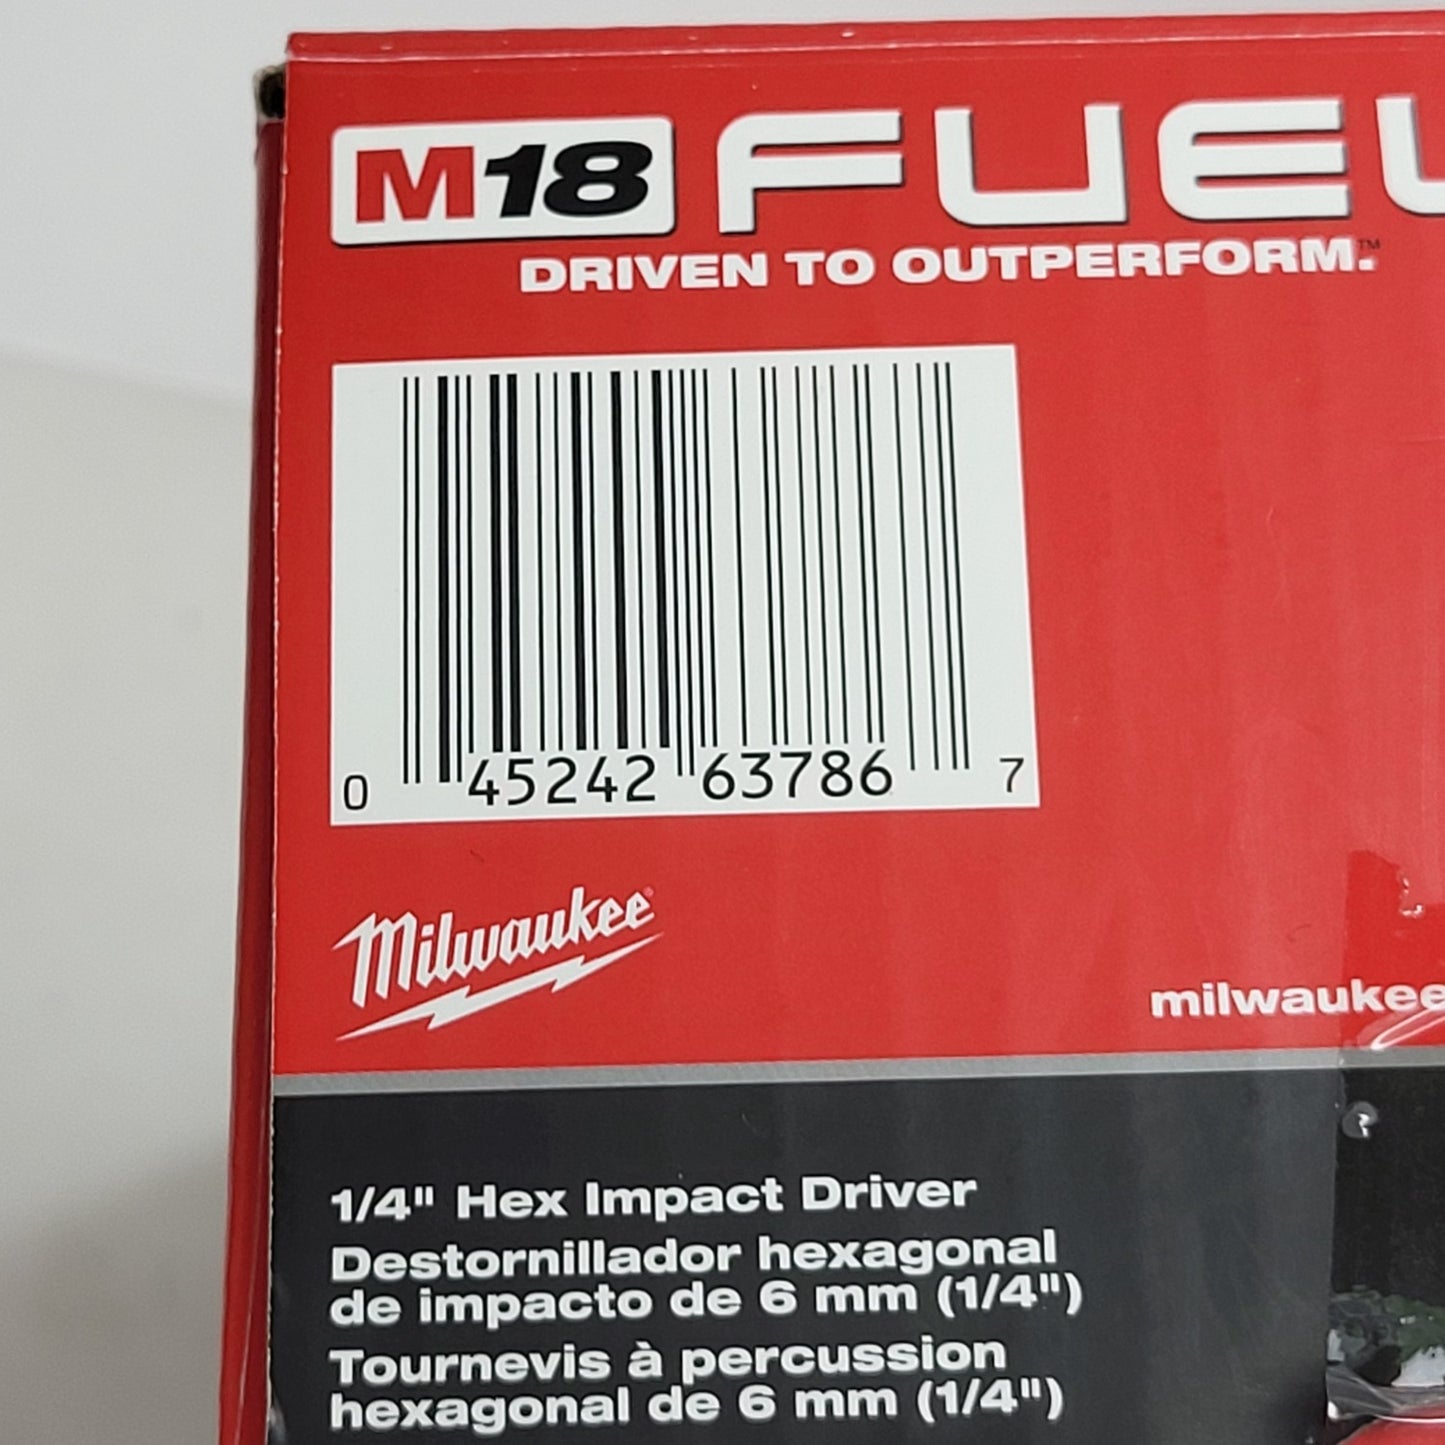 M18 FUEL
DRIVEN TO OUTPERFORM.™
0 45242 63786 7
Milwaukee®
milwaukee
1/4" Hex Impact Driver
Destornillador hexagonal
de impacto de 6 mm (1/4")
Tournevis à percussion
hexagonal de 6 mm (1/4")